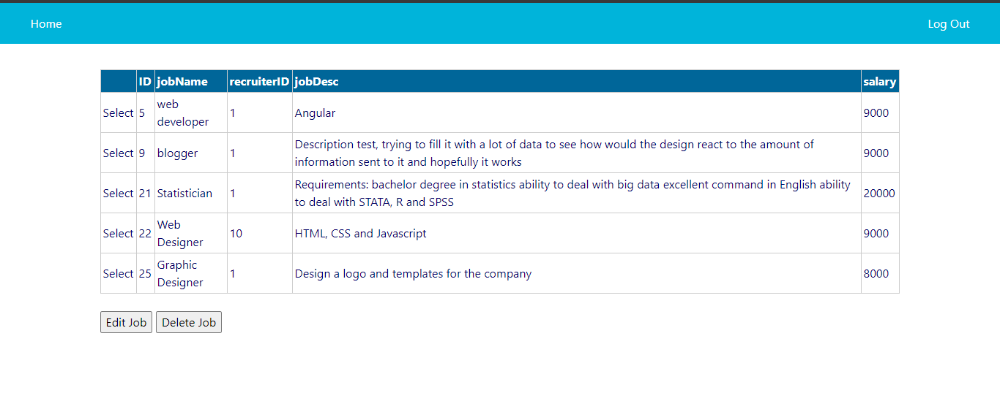 Home Log Out
ID jobName recruiterID jobDesc salary
Select 5 web developer 1 Angular 9000
Select 9 blogger 1 Description test, trying to fill it with a lot of data to see how would the design react to the amount of information sent to it and hopefully it works 9000
Select 21 Statistician 1 Requirements: bachelor degree in statistics ability to deal with big data excellent command in English ability to deal with STATA, R and SPSS 20000
Select 22 Web Designer 10 HTML, CSS and Javascript 9000
Select 25 Graphic Designer 1 Design a logo and templates for the company 8000
Edit Job Delete Job